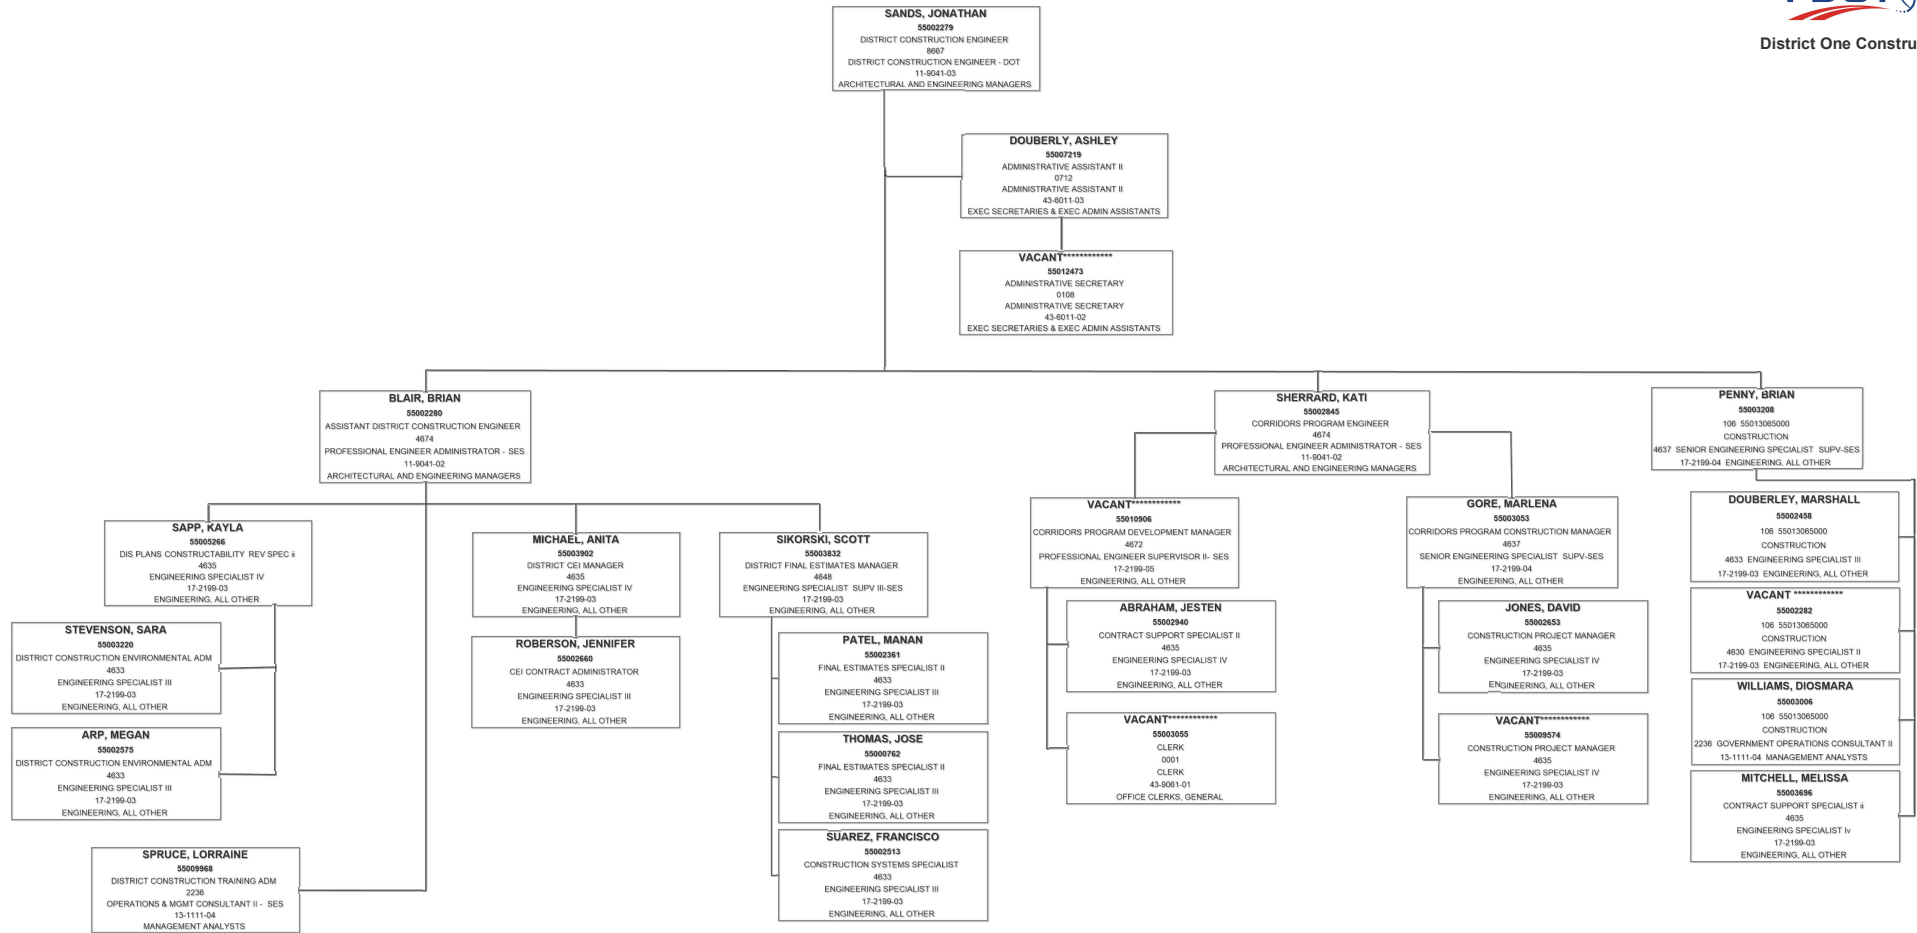 District One Constru
SANDS, JONATHAN
55002279
DISTRICT CONSTRUCTION ENGINEER
8667
DISTRICT CONSTRUCTION ENGINEER - DOT
11-9041-03
ARCHITECTURAL AND ENGINEERING MANAGERS
DOUBERLY, ASHLEY
55007219
ADMINISTRATIVE ASSISTANT II
0712
ADMINISTRATIVE ASSISTANT II
43-6011-03
EXEC SECRETARIES & EXEC ADMIN ASSISTANTS
VACANT************
55012473
ADMINISTRATIVE SECRETARY
0108
ADMINISTRATIVE SECRETARY
43-6011-02
EXEC SECRETARIES & EXEC ADMIN ASSISTANTS
BLAIR, BRIAN
55002280
ASSISTANT DISTRICT CONSTRUCTION ENGINEER
4674
PROFESSIONAL ENGINEER ADMINISTRATOR - SES
11-9041-02
ARCHITECTURAL AND ENGINEERING MANAGERS
SAPP, KAYLA
55005266
DIS PLANS CONSTRUCTABILITY REV SPEC ii
4635
ENGINEERING SPECIALIST IV
17-2199-03
ENGINEERING, ALL OTHER
STEVENSON, SARA
55003220
DISTRICT CONSTRUCTION ENVIRONMENTAL ADM
4633
ENGINEERING SPECIALIST III
17-2199-03
ENGINEERING, ALL OTHER
ARP, MEGAN
55002575
DISTRICT CONSTRUCTION ENVIRONMENTAL ADM
4633
ENGINEERING SPECIALIST III
17-2199-03
ENGINEERING, ALL OTHER
SPRUCE, LORRAINE
55009968
DISTRICT CONSTRUCTION TRAINING ADM
2236
OPERATIONS & MGMT CONSULTANT II - SES
13-1111-04
MANAGEMENT ANALYSTS
MICHAEL, ANITA
55003902
DISTRICT CEI MANAGER
4635
ENGINEERING SPECIALIST IV
17-2199-03
ENGINEERING, ALL OTHER
ROBERSON, JENNIFER
55002660
CEI CONTRACT ADMINISTRATOR
4633
ENGINEERING SPECIALIST III
17-2199-03
ENGINEERING, ALL OTHER
SIKORSKI, SCOTT
55003832
DISTRICT FINAL ESTIMATES MANAGER
4648
ENGINEERING SPECIALIST SUPV III-SES
17-2199-03
ENGINEERING, ALL OTHER
PATEL, MANAN
55002361
FINAL ESTIMATES SPECIALIST II
4633
ENGINEERING SPECIALIST III
17-2199-03
ENGINEERING, ALL OTHER
THOMAS, JOSE
55000762
FINAL ESTIMATES SPECIALIST II
4633
ENGINEERING SPECIALIST III
17-2199-03
ENGINEERING, ALL OTHER
SUAREZ, FRANCISCO
55002513
CONSTRUCTION SYSTEMS SPECIALIST
4633
ENGINEERING SPECIALIST III
17-2199-03
ENGINEERING, ALL OTHER
SHERRARD, KATI
55002845
CORRIDORS PROGRAM ENGINEER
4674
PROFESSIONAL ENGINEER ADMINISTRATOR - SES
11-9041-02
ARCHITECTURAL AND ENGINEERING MANAGERS
VACANT************
55010906
CORRIDORS PROGRAM DEVELOPMENT MANAGER
4672
PROFESSIONAL ENGINEER SUPERVISOR II- SES
17-2199-05
ENGINEERING, ALL OTHER
ABRAHAM, JESTEN
55002940
CONTRACT SUPPORT SPECIALIST II
4635
ENGINEERING SPECIALIST IV
17-2199-03
ENGINEERING, ALL OTHER
VACANT************
55003055
CLERK
0001
CLERK
43-9061-01
OFFICE CLERKS, GENERAL
GORE, MARLENA
55003053
CORRIDORS PROGRAM CONSTRUCTION MANAGER
4637
SENIOR ENGINEERING SPECIALIST SUPV-SES
17-2199-04
ENGINEERING, ALL OTHER
JONES, DAVID
55002653
CONSTRUCTION PROJECT MANAGER
4635
ENGINEERING SPECIALIST IV
17-2199-03
ENGINEERING, ALL OTHER
VACANT************
55009574
CONSTRUCTION PROJECT MANAGER
4635
ENGINEERING SPECIALIST IV
17-2199-03
ENGINEERING, ALL OTHER
PENNY, BRIAN
55003208
106 55013065000
CONSTRUCTION
4637 SENIOR ENGINEERING SPECIALIST SUPV-SES
17-2199-04 ENGINEERING, ALL OTHER
DOUBERLEY, MARSHALL
55002458
106 55013065000
CONSTRUCTION
4633 ENGINEERING SPECIALIST III
17-2199-03 ENGINEERING, ALL OTHER
VACANT ************
55002282
106 55013065000
CONSTRUCTION
4630 ENGINEERING SPECIALIST II
17-2199-03 ENGINEERING, ALL OTHER
WILLIAMS, DIOSMARA
55003006
106 55013065000
CONSTRUCTION
2236 GOVERNMENT OPERATIONS CONSULTANT II
13-1111-04 MANAGEMENT ANALYSTS
MITCHELL, MELISSA
55003696
CONTRACT SUPPORT SPECIALIST ii
4635
ENGINEERING SPECIALIST Iv
17-2199-03
ENGINEERING, ALL OTHER